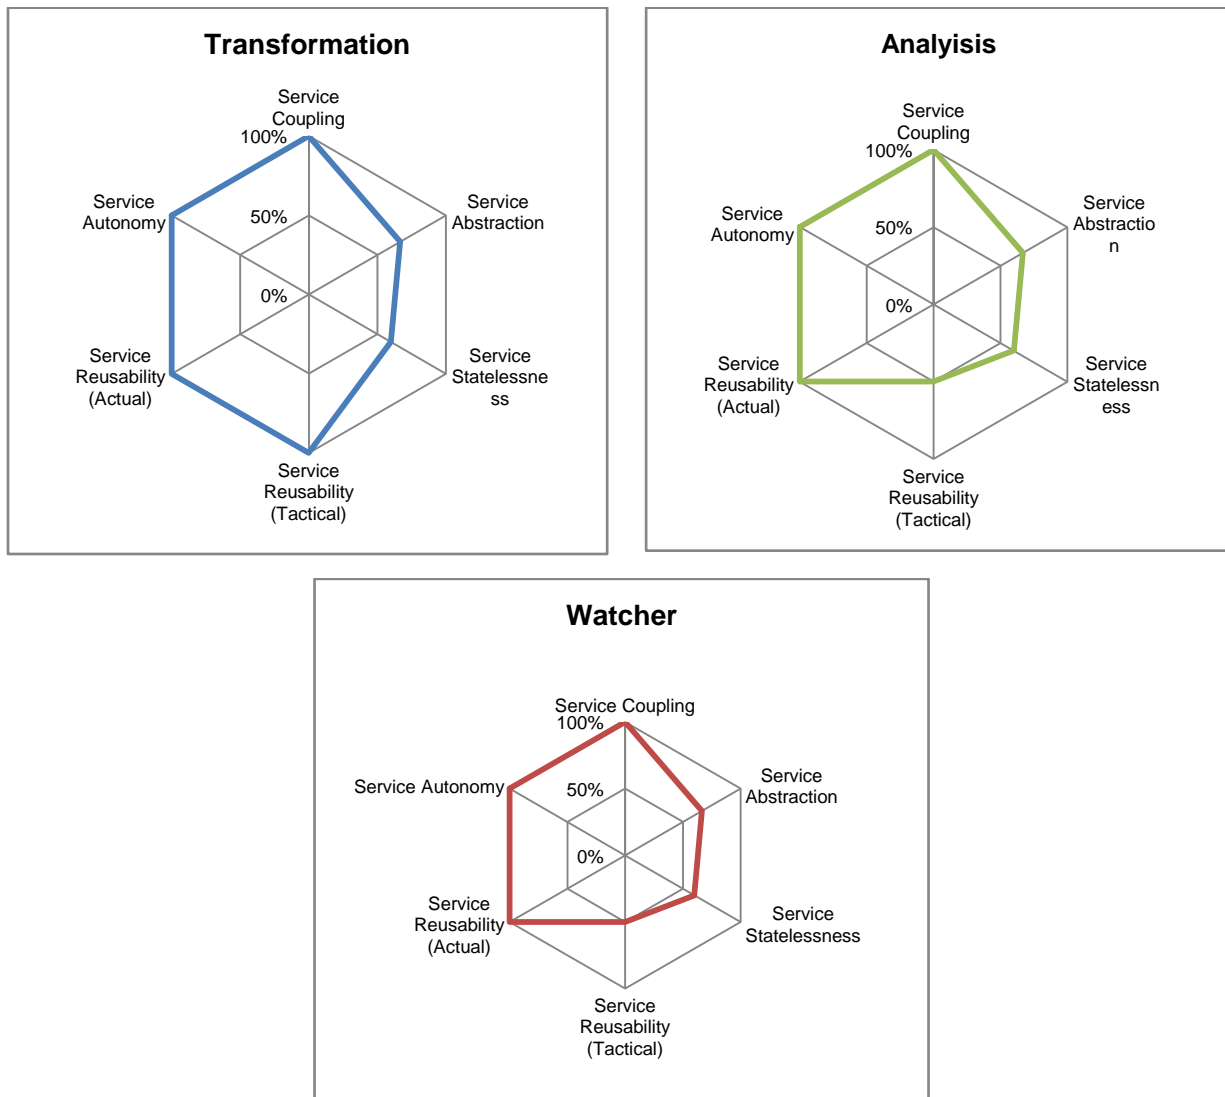 Transformation
Service
Coupling
100%
Service
Autonomy
50%
Service
Abstraction
0%
Service
Reusability
(Actual)
Service
Statelessne
ss
Service
Reusability
(Tactical)
Analyisis
Service
Coupling
100%
Service
Autonomy
50%
Service
Abstractio
n
0%
Service
Reusability
(Actual)
Service
Statelessn
ess
Service
Reusability
(Tactical)
Watcher
Service Coupling
100%
Service Autonomy
50%
Service
Abstraction
0%
Service
Reusability
(Actual)
Service
Statelessness
Service
Reusability
(Tactical)